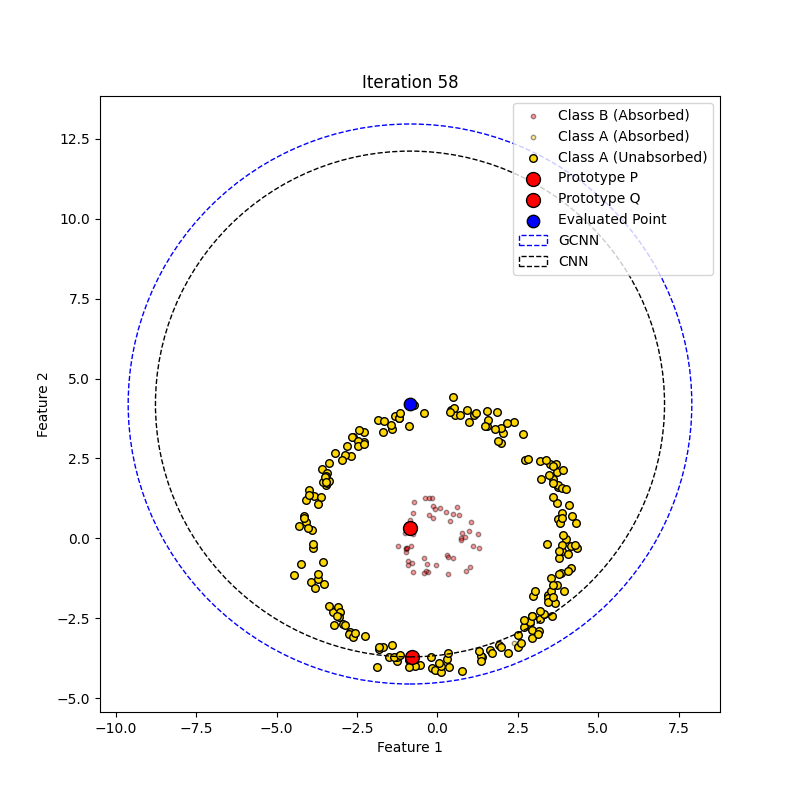 Iteration 58
Class B (Absorbed)
Class A (Absorbed)
Class A (Unabsorbed)
Prototype P
Prototype Q
Evaluated Point
GCNN
CNN
12.5
10.0
7.5
5.0
2.5
0.0
−2.5
−5.0
Feature 2
−10.0 −7.5 −5.0 −2.5 0.0 2.5 5.0 7.5
Feature 1